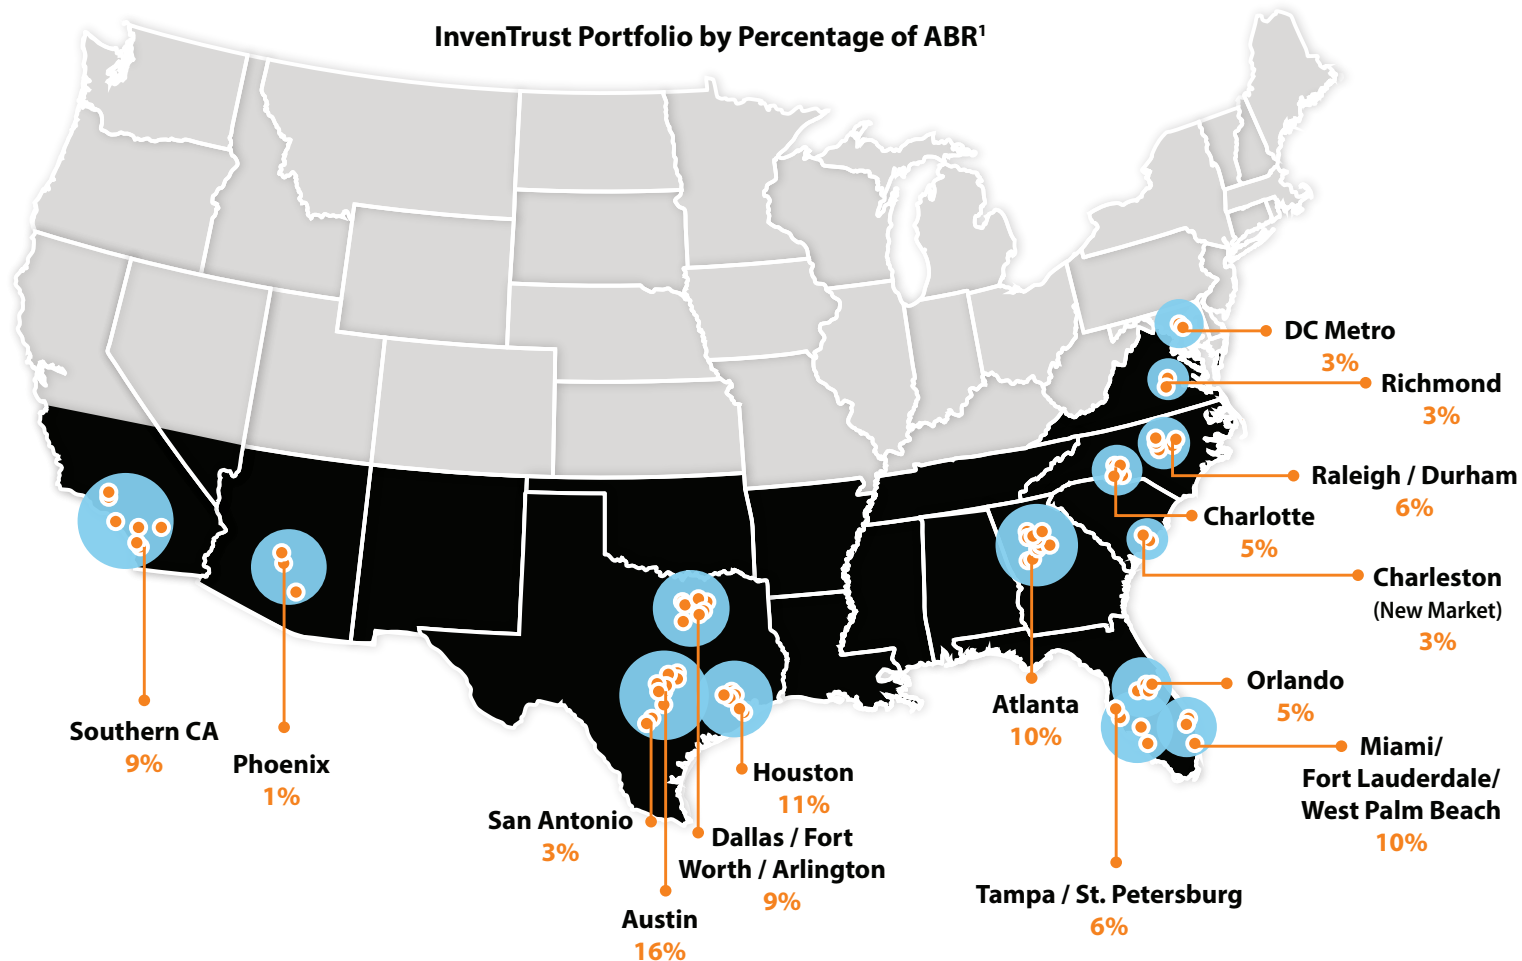 InvenTrust Portfolio by Percentage of ABR¹
DC Metro
3%
Richmond
3%
Raleigh / Durham
6%
Charlotte
5%
Charleston
(New Market)
3%
Orlando
5%
Atlanta
10%
Miami/
Fort Lauderdale/
West Palm Beach
10%
Southern CA
9%
Phoenix
1%
Houston
11%
San Antonio
3%
Dallas / Fort
Worth / Arlington
9%
Tampa / St. Petersburg
6%
Austin
16%